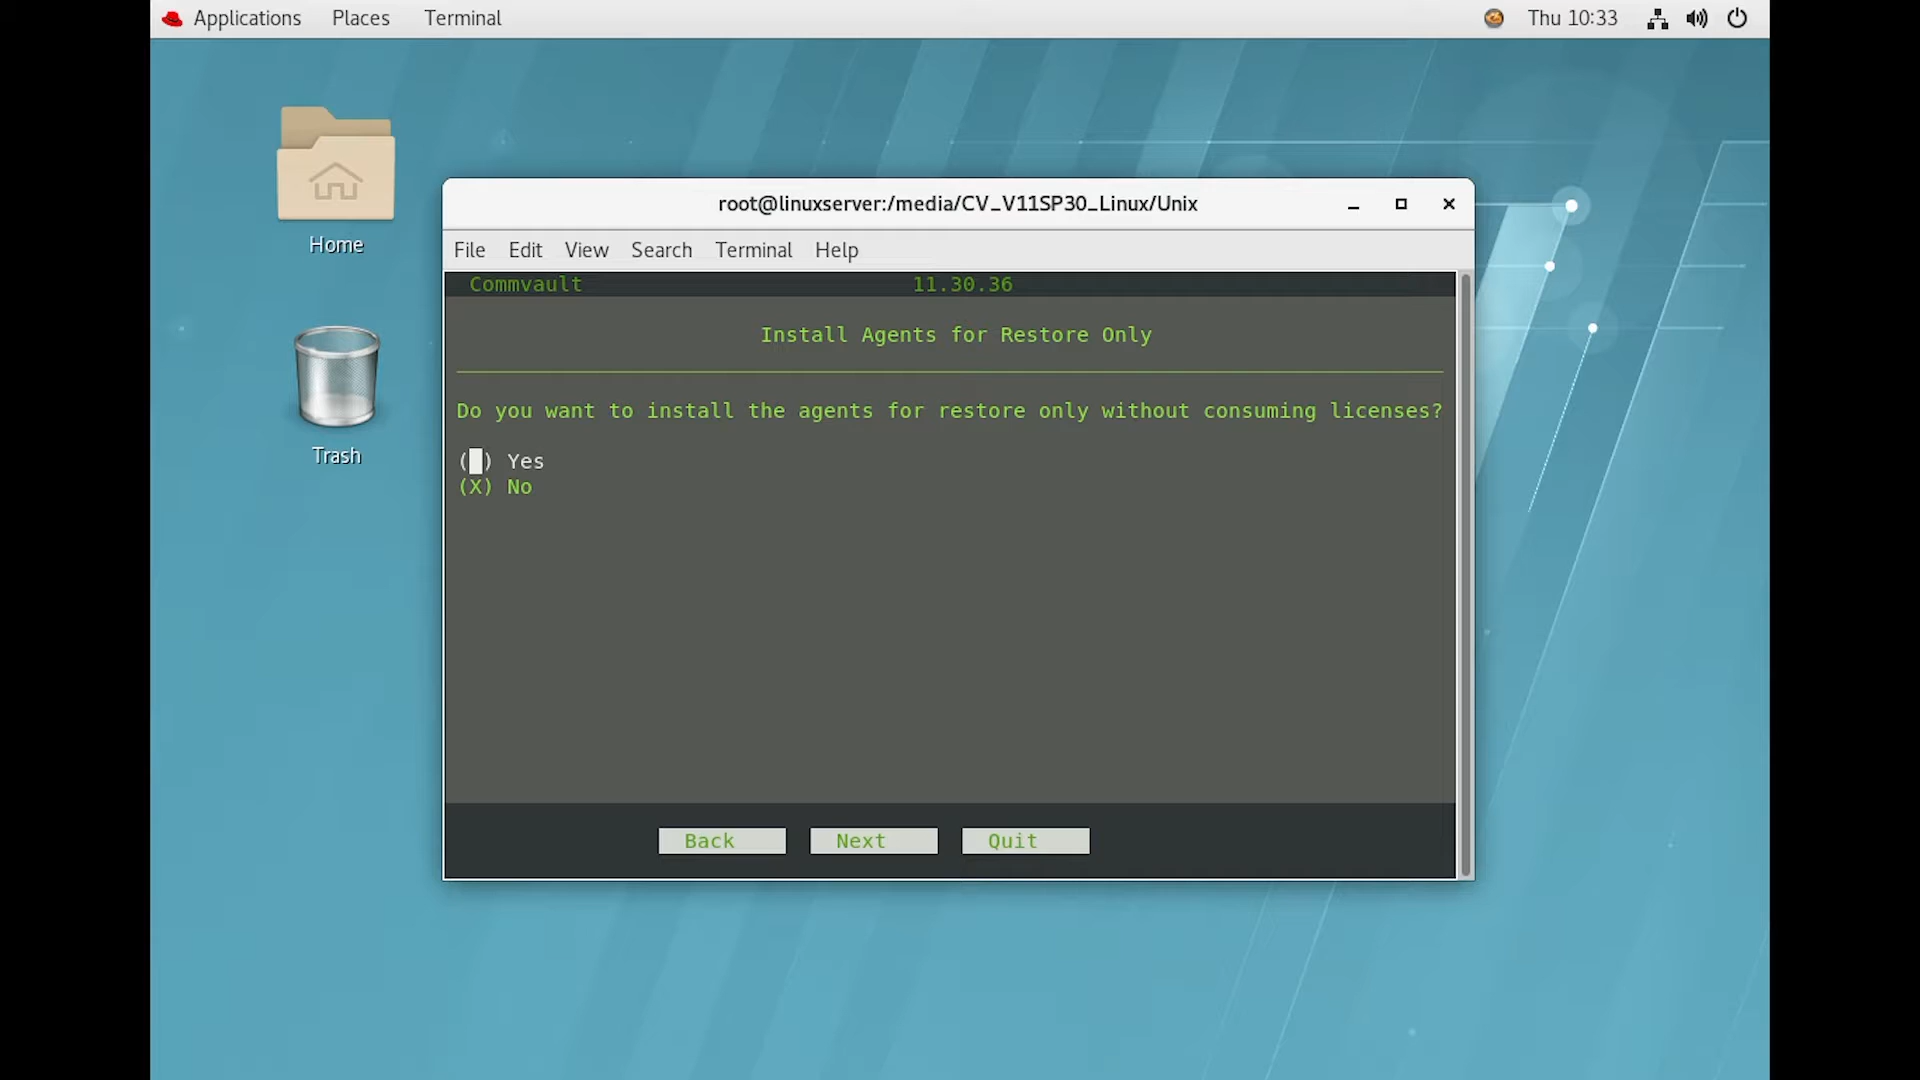 Applications Places Terminal Thu 10:33
Home
Trash
root@linuxserver:/media/CV_V11SP30_Linux/Unix
File Edit View Search Terminal Help
Commvault 11.30.36
Install Agents for Restore Only
Do you want to install the agents for restore only without consuming licenses?
( ) Yes
(X) No
Back Next Quit